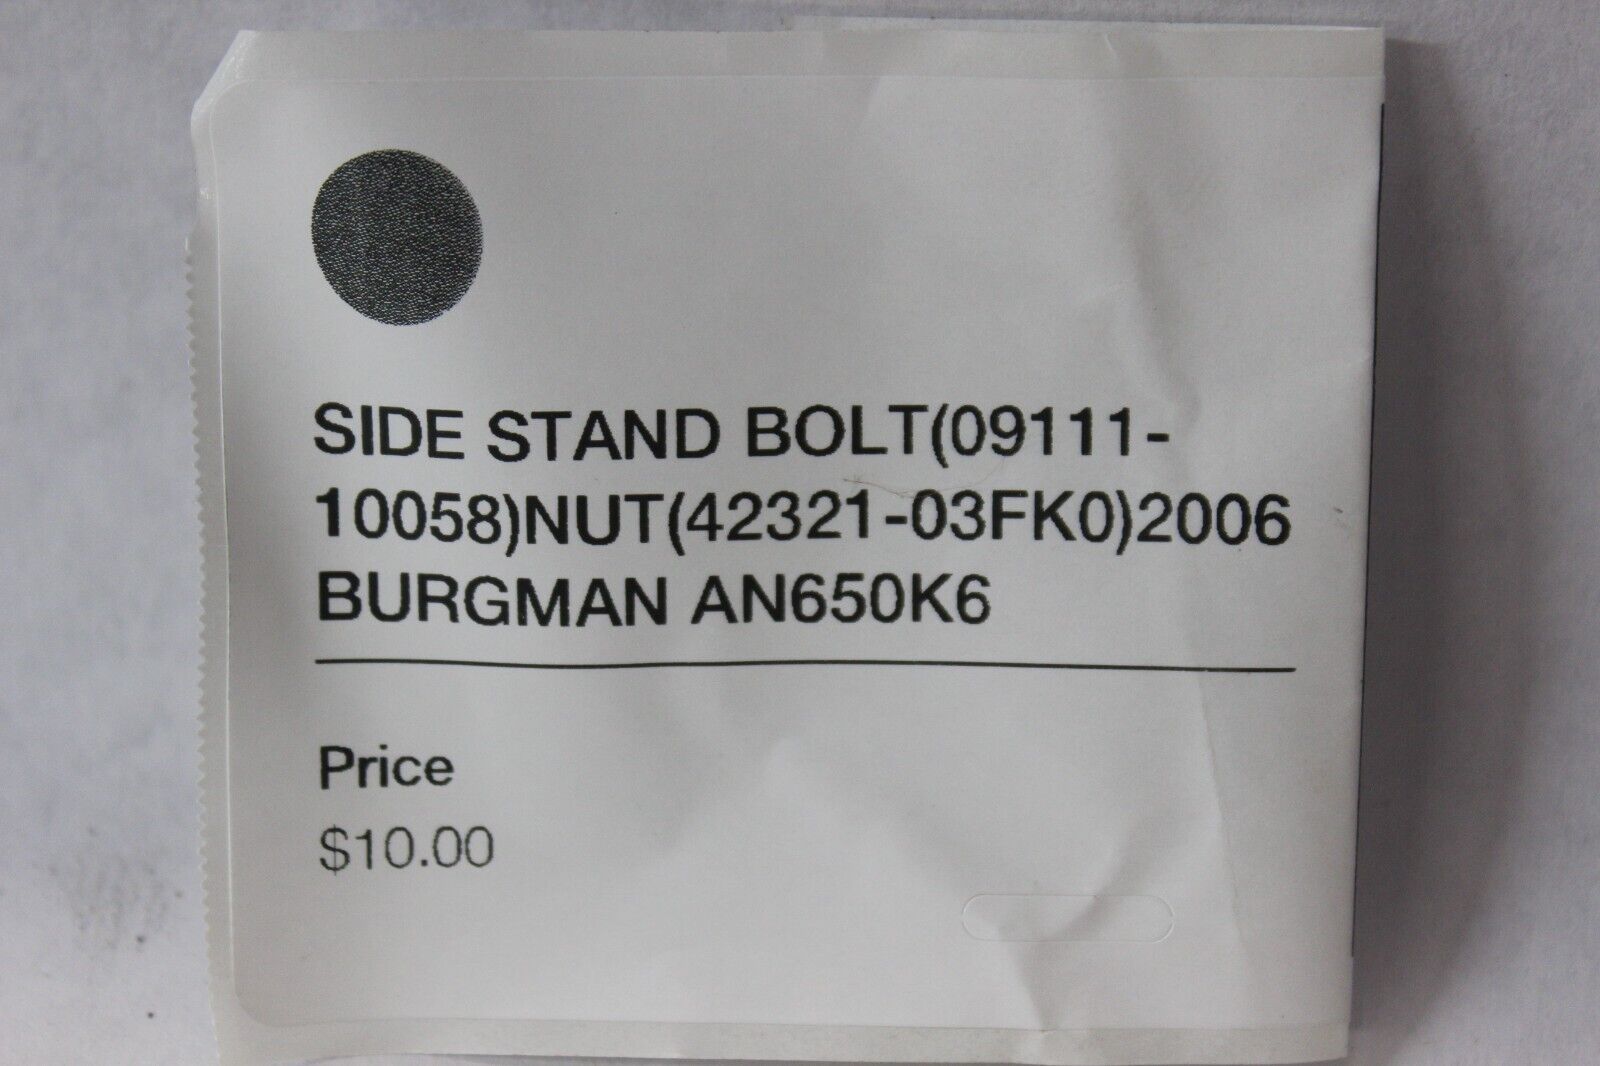 SIDE STAND BOLT(09111-
10058)NUT(42321-03FK0)2006
BURGMAN AN650K6
Price
$10.00